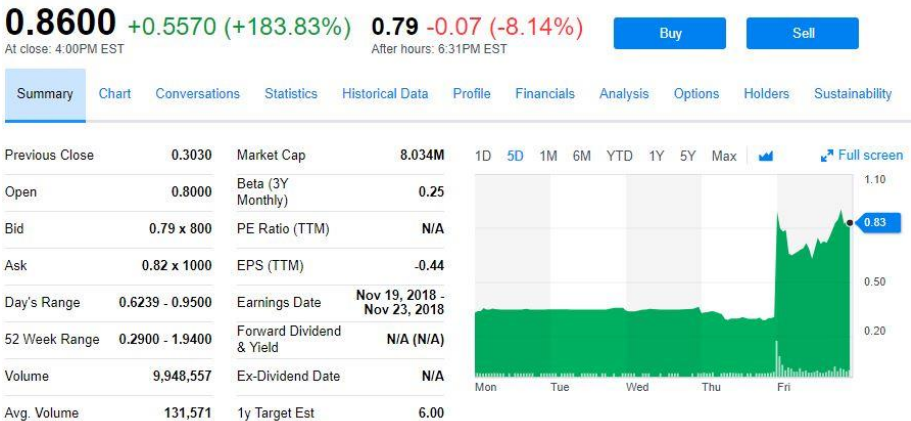 0.8600 +0.5570 (+183.83%) 0.79 -0.07 (-8.14%) Buy Sell
At close: 4:00PM EST After hours: 6:31PM EST
Summary Chart Conversations Statistics Historical Data Profile Financials Analysis Options Holders Sustainability
Previous Close 0.3030
Open 0.8000
Bid 0.79 x 800
Ask 0.82 x 1000
Day's Range 0.6239 - 0.9500
52 Week Range 0.2900 - 1.9400
Volume 9,948,557
Avg. Volume 131,571
Market Cap 8.034M
Beta (3Y
Monthly) 0.25
PE Ratio (TTM) N/A
EPS (TTM) -0.44
Earnings Date Nov 19, 2018 -
Nov 23, 2018
Forward Dividend
& Yield N/A (N/A)
Ex-Dividend Date N/A
1y Target Est 6.00
1D 5D 1M 6M YTD 1Y 5Y Max Full screen
1.10
0.83
0.50
0.20
Mon Tue Wed Thu Fri